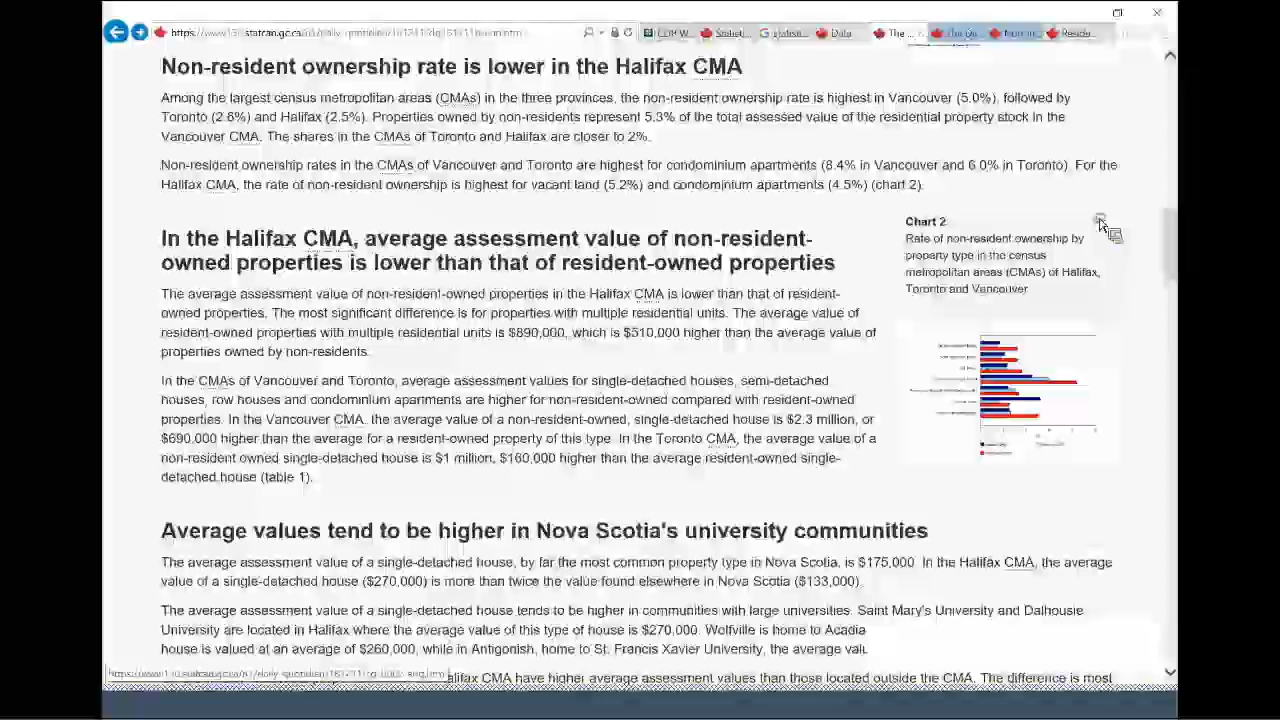 Statist...
Data
The ...
Reside...
Non-resident ownership rate is lower in the Halifax CMA
Among the largest census metropolitan areas (CMAs) in the three provinces, the non-resident ownership rate is highest in Vancouver (5.0%), followed by
Toronto (2.6%) and Halifax (2.5%). Properties owned by non-residents represent 5.3% of the total assessed value of the residential property stock in the
Vancouver CMA. The shares in the CMAs of Toronto and Halifax are closer to 2%.
Non-resident ownership rates in the CMAs of Vancouver and Toronto are highest for condominium apartments (8.4% in Vancouver and 6.0% in Toronto). For the
Halifax CMA, the rate of non-resident ownership is highest for vacant land (5.2%) and condominium apartments (4.5%) (chart 2).
In the Halifax CMA, average assessment value of non-resident-
owned properties is lower than that of resident-owned properties
The average assessment value of non-resident-owned properties in the Halifax CMA is lower than that of resident-
owned properties. The most significant difference is for properties with multiple residential units. The average value of
resident-owned properties with multiple residential units is $890,000, which is $510,000 higher than the average value of
properties owned by non-residents.
In the CMAs of Vancouver and Toronto, average assessment values for single-detached houses, semi-detached
houses, row houses and condominium apartments are higher for non-resident-owned compared with resident-owned
properties. In the Vancouver CMA, the average value of a non-resident-owned, single-detached house is $2.3 million, or
$690,000 higher than the average for a resident-owned property of this type. In the Toronto CMA, the average value of a
non-resident owned single-detached house is $1 million, $160,000 higher than the average resident-owned single-
detached house (table 1).
Chart 2
Rate of non-resident ownership by
property type in the census
metropolitan areas (CMAs) of Halifax,
Toronto and Vancouver
Average values tend to be higher in Nova Scotia's university communities
The average assessment value of a single-detached house, by far the most common property type in Nova Scotia, is $175,000. In the Halifax CMA, the average
value of a single-detached house ($270,000) is more than twice the value found elsewhere in Nova Scotia ($133,000).
The average assessment value of a single-detached house tends to be higher in communities with large universities. Saint Mary's University and Dalhousie
University are located in Halifax where the average value of this type of house is $270,000. Wolfville is home to Acadia
house is valued at an average of $260,000, while in Antigonish, home to St. Francis Xavier University, the average valu
alifax CMA have higher average assessment values than those located outside the CMA. The difference is most